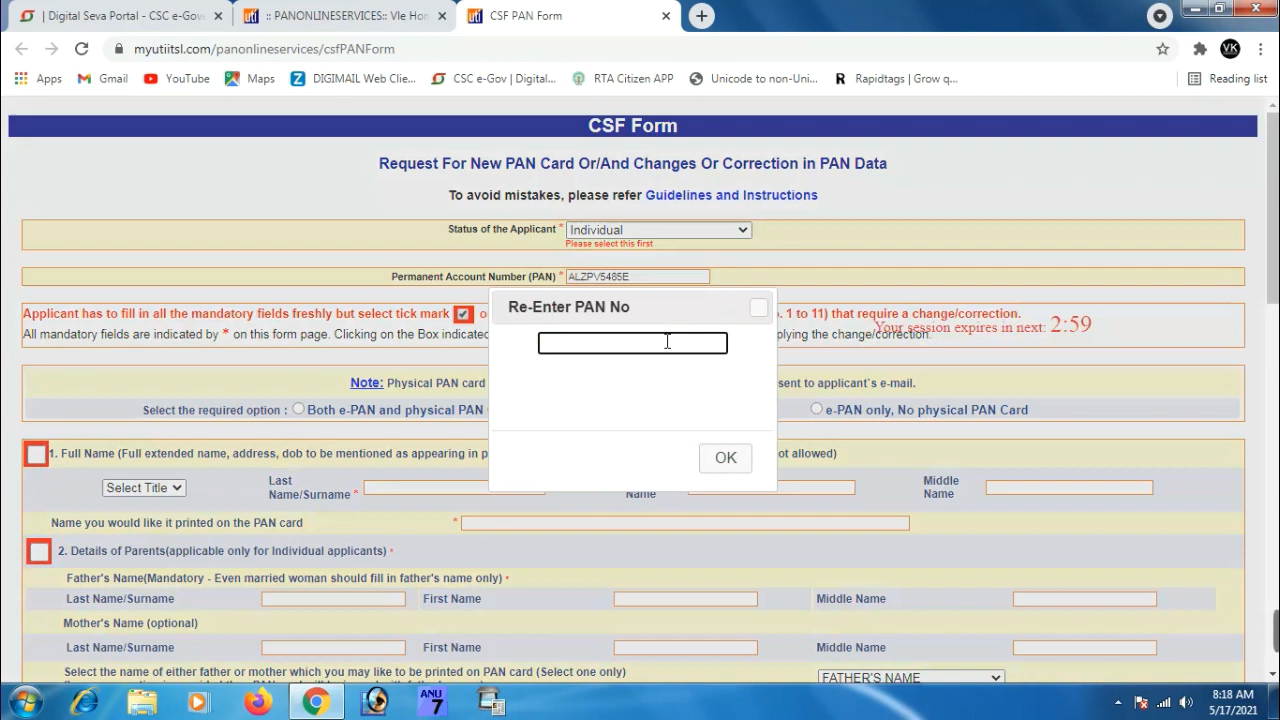 Digital Seva Portal - CSC e-Gov
:: PANONLINESERVICES:: Vle Hon
CSF PAN Form
myutiitsl.com/panonlineservices/csfPANForm
VK
Apps
Gmail
YouTube
Maps
DIGIMAIL Web Clie...
CSC e-Gov | Digital...
RTA Citizen APP
Unicode to non-Uni...
Rapidtags | Grow q...
Reading list
CSF Form
Request For New PAN Card Or/And Changes Or Correction in PAN Data
To avoid mistakes, please refer Guidelines and Instructions
Status of the Applicant * Individual
Please select this first
Permanent Account Number (PAN) * ALZPV5485E
Applicant has to fill in all the mandatory fields freshly but select tick mark o . 1 to 11) that require a change/correction.
Your session expires in next: 2:59
All mandatory fields are indicated by * on this form page. Clicking on the Box indicated plying the change/correction.
Re-Enter PAN No
OK
Note: Physical PAN card sent to applicant`s e-mail.
Select the required option : Both e-PAN and physical PAN e-PAN only, No physical PAN Card
1. Full Name (Full extended name, address, dob to be mentioned as appearing in p not allowed)
Select Title Last Name/Surname * Name Middle Name
Name you would like it printed on the PAN card *
2. Details of Parents(applicable only for Individual applicants) *
Father's Name(Mandatory - Even married woman should fill in father's name only) *
Last Name/Surname First Name Middle Name
Mother's Name (optional)
Last Name/Surname First Name Middle Name
Select the name of either father or mother which you may like to be printed on PAN card (Select one only)
FATHER'S NAME
ANU
7
8:18 AM
5/17/2021